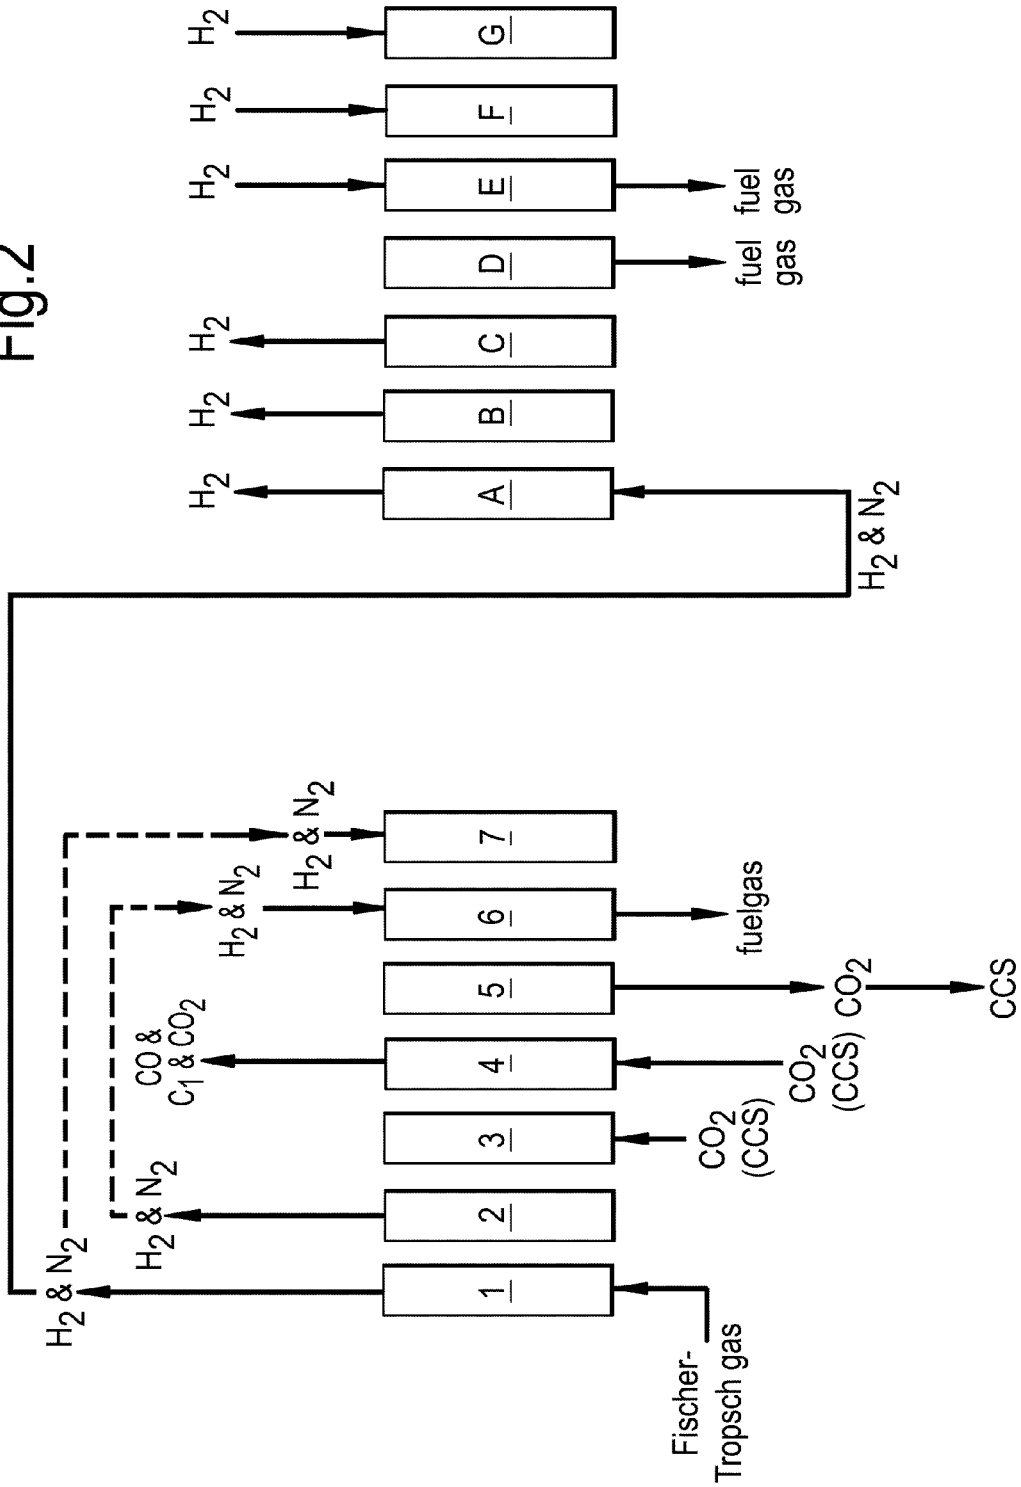 Fig.2
H2 & N2
H2 & N2
CO &
C1 & CO2
H2 & N2
H2 & N2
H2
H2
H2
H2
H2
H2
1
2
3
4
5
6
7
A
B
C
D
E
F
G
Fischer-
Tropsch gas
CO2
(CCS)
CO2
(CCS)
CO2
CCS
fuelgas
H2 & N2
fuel
gas
fuel
gas